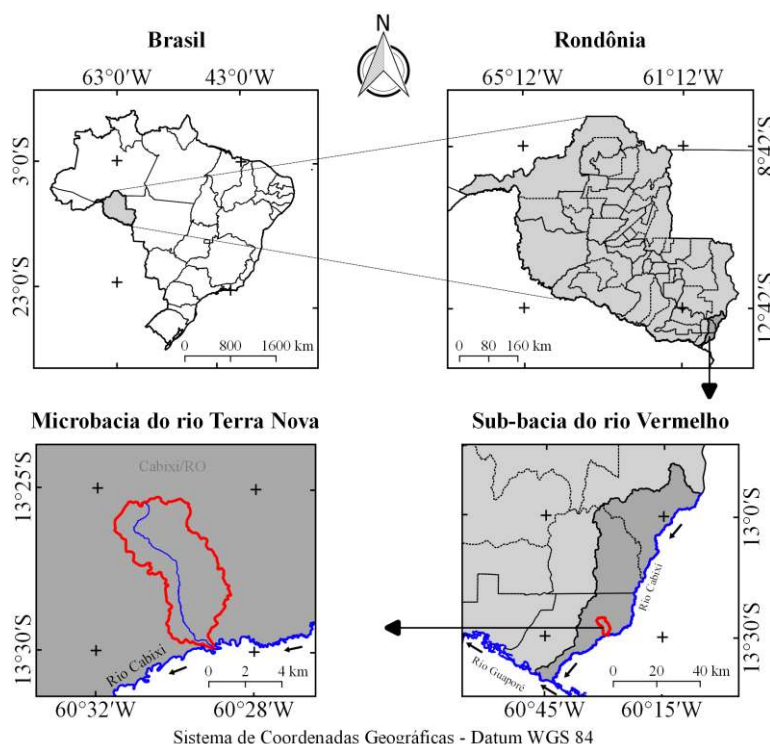 N
Brasil
Rondônia
63°0'W 43°0'W
65°12'W 61°12'W
3°0'S
23°0'S
8°42'S
12°42'S
0 800 1600 km
0 80 160 km
Microbacia do rio Terra Nova
Sub-bacia do rio Vermelho
Cabixi/RO
13°25'S
13°30'S
Rio Cabixi
0 2 4 km
60°32'W 60°28'W
13°0'S
13°30'S
Rio Cabixi
Rio Guaporé
0 20 40 km
60°45'W 60°15'W
Sistema de Coordenadas Geográficas - Datum WGS 84